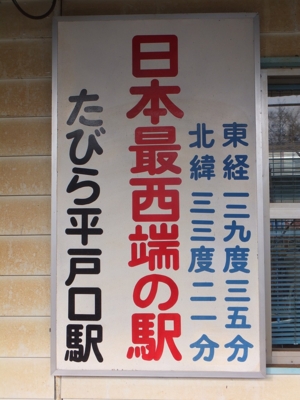 東経一二九度三五分
北緯三三度二一分
日本最西端の駅
たびら平戸口駅